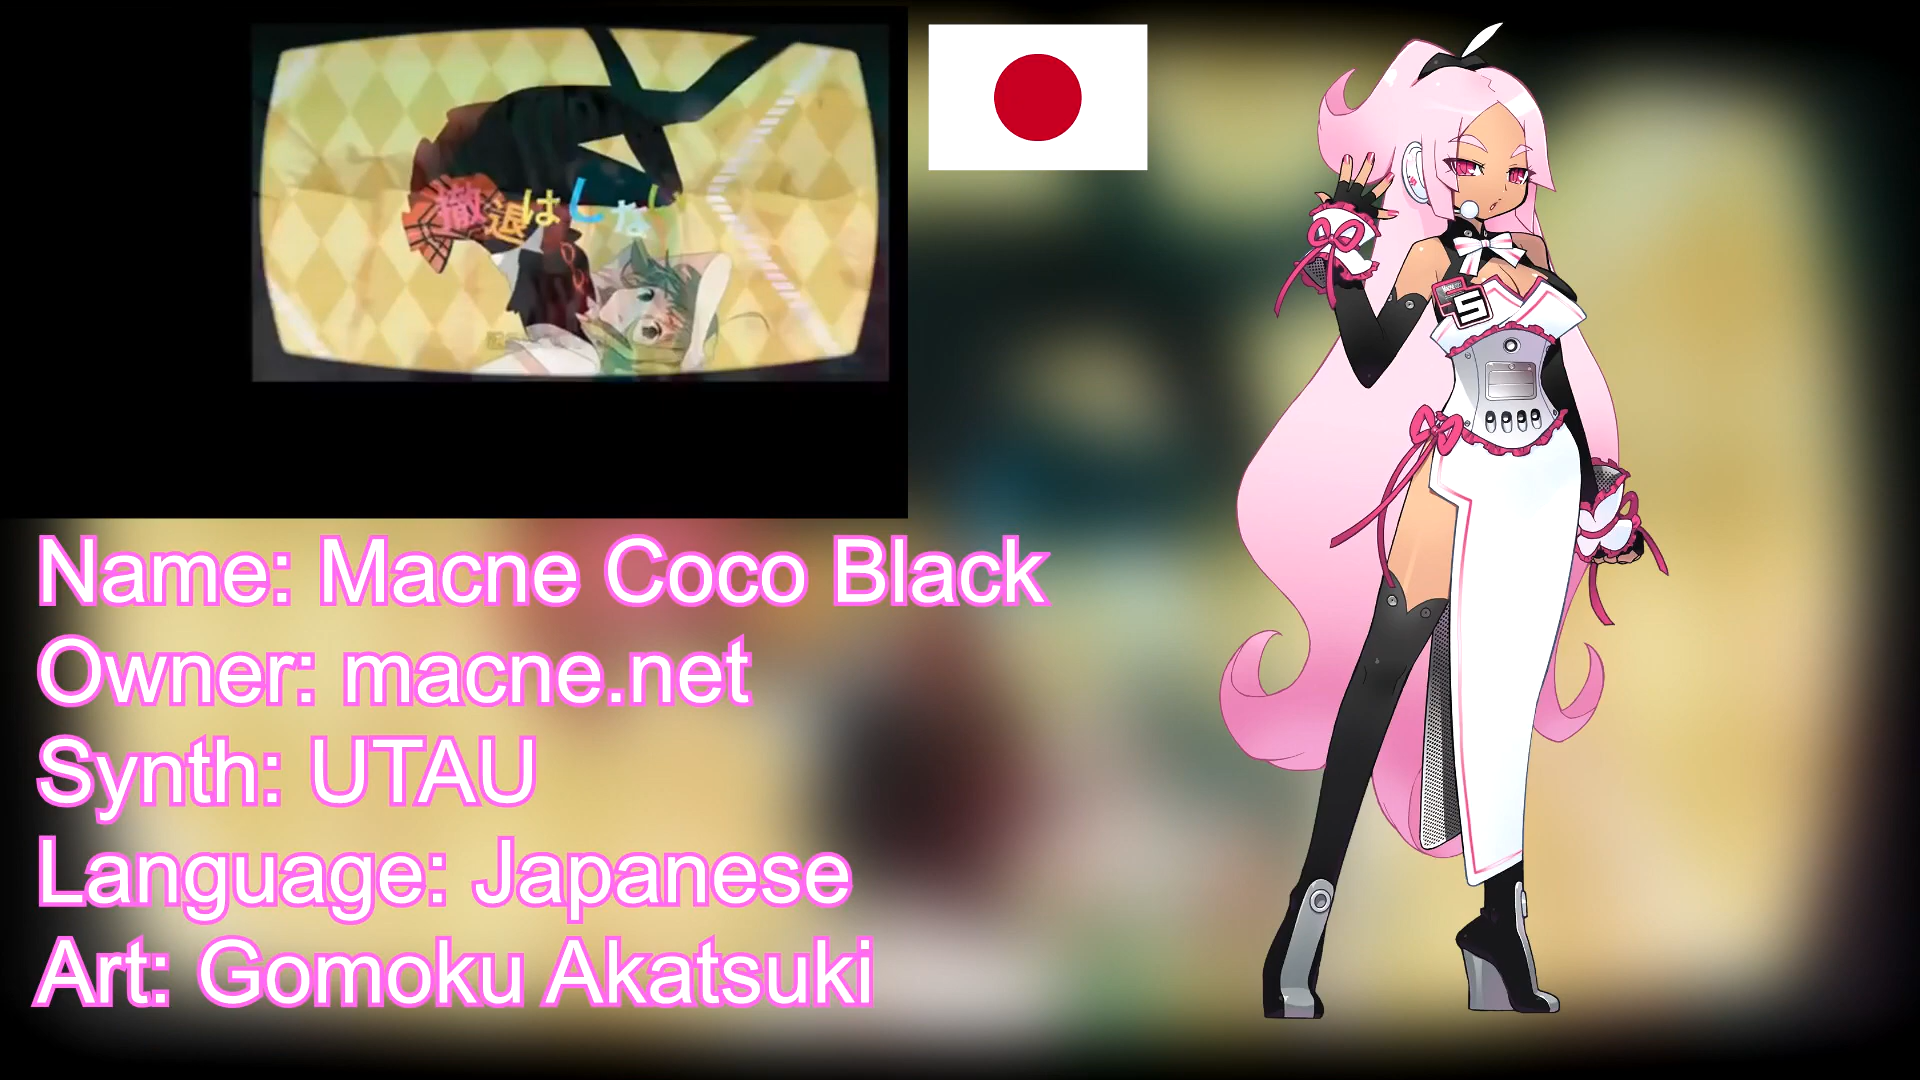 撤退はしない
Name: Macne Coco Black
Owner: macne.net
Synth: UTAU
Language: Japanese
Art: Gomoku Akatsuki
S